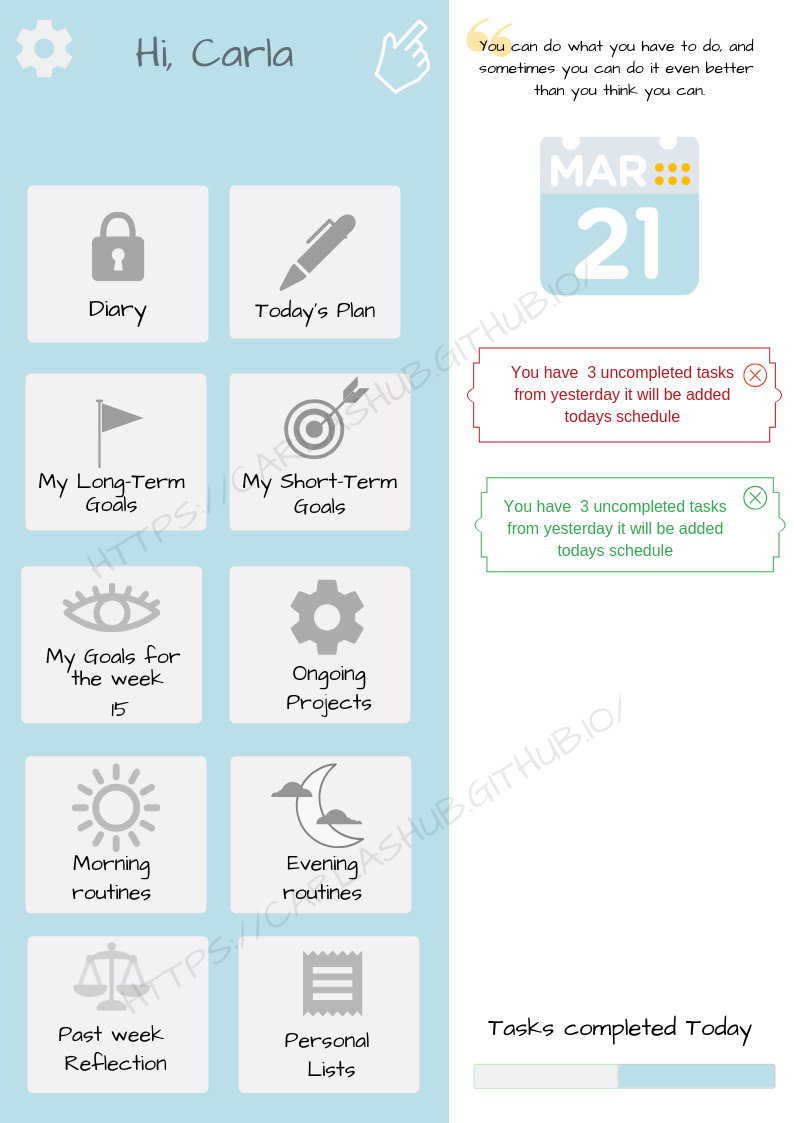 Hi, Carla
Diary
Today's Plan
My Long-Term
Goals
My Short-Term
Goals
My Goals for
the week
15
Ongoing
Projects
Morning
routines
Evening
routines
Past week
Reflection
Personal
Lists
You can do what you have to do, and
sometimes you can do it even better
than you think you can.
MAR
21
You have  3 uncompleted tasks
from yesterday it will be added
todays schedule
You have  3 uncompleted tasks
from yesterday it will be added
todays schedule
Tasks completed Today
HTTPS://CARLASHUB.GITHUB.IO/
HTTPS://CARLASHUB.GITHUB.IO/